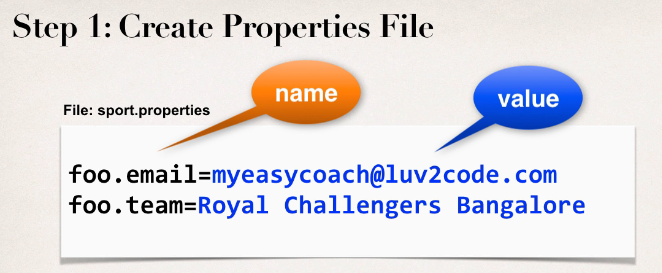 Step 1: Create Properties File
name
value
File: sport.properties
foo.email=myeasycoach@luv2code.com
foo.team=Royal Challengers Bangalore